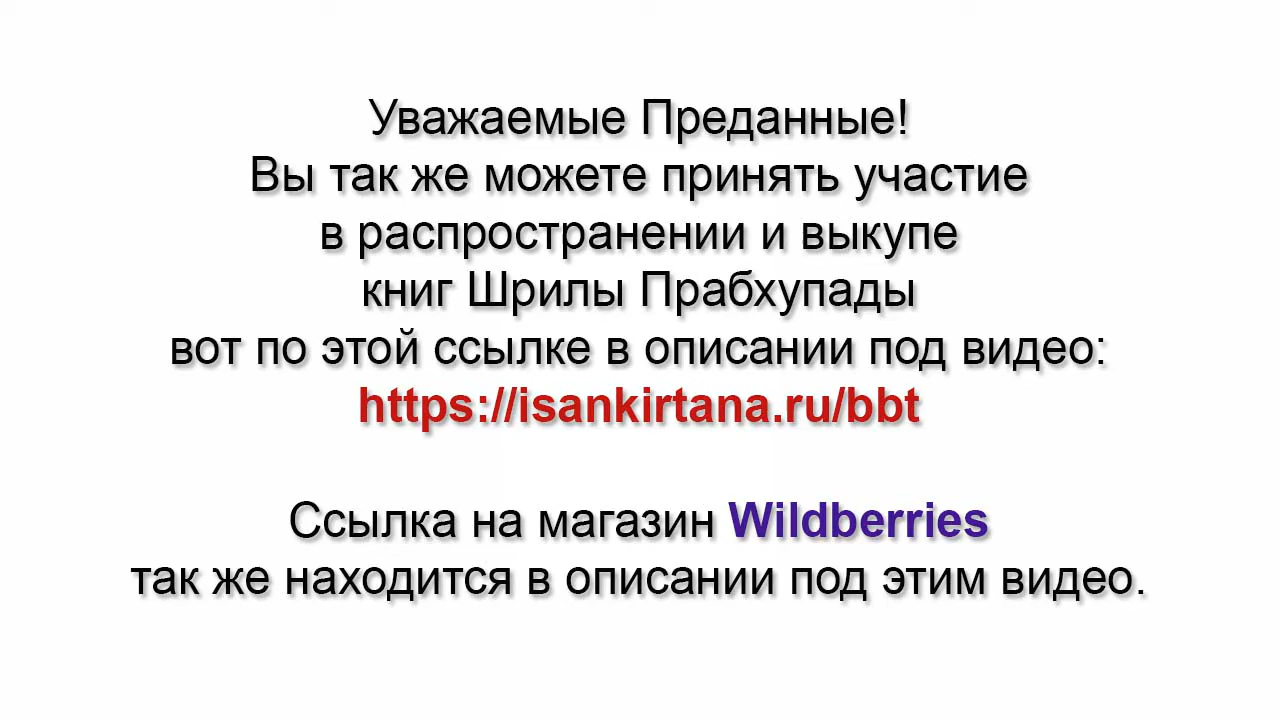 Уважаемые Преданные!
Вы так же можете принять участие
в распространении и выкупе
книг Шрилы Прабхупады
вот по этой ссылке в описании под видео:
https://isankirtana.ru/bbt
Ссылка на магазин Wildberries
так же находится в описании под этим видео.